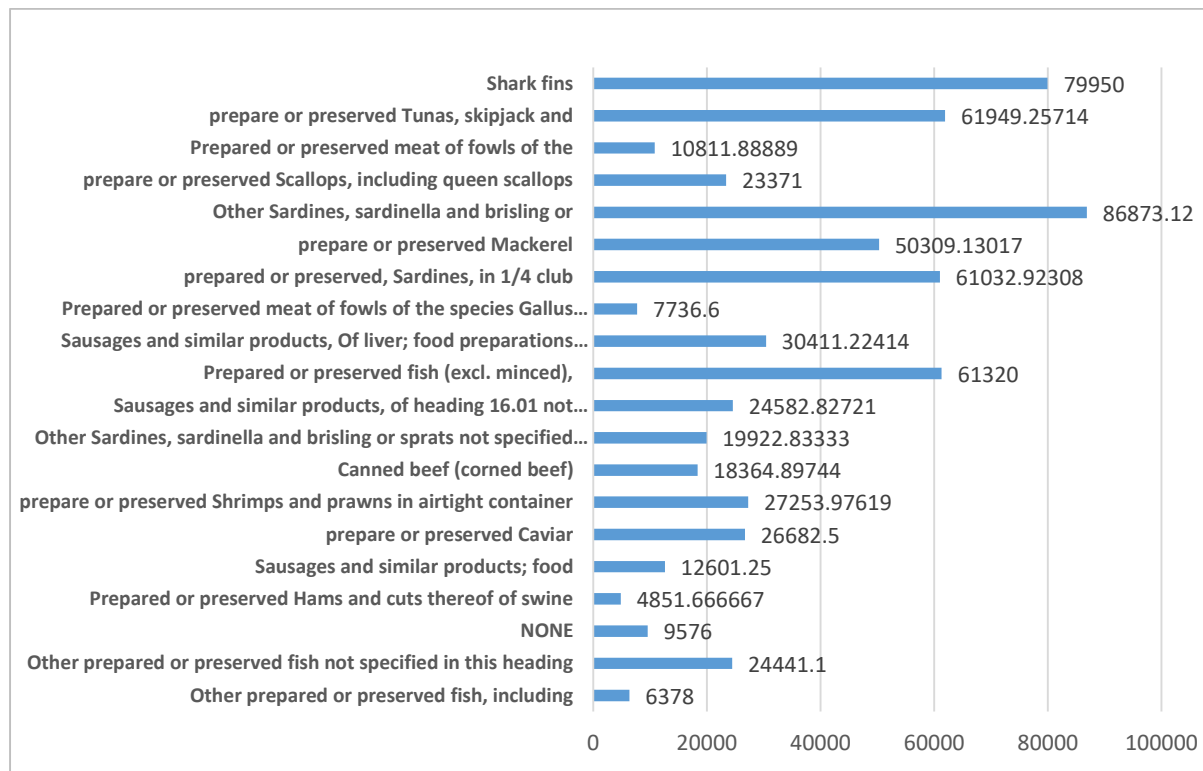 Shark fins 79950
prepare or preserved Tunas, skipjack and 61949.25714
Prepared or preserved meat of fowls of the 10811.88889
prepare or preserved Scallops, including queen scallops 23371
Other Sardines, sardinella and brisling or 86873.12
prepare or preserved Mackerel 50309.13017
prepared or preserved, Sardines, in 1/4 club 61032.92308
Prepared or preserved meat of fowls of the species Gallus… 7736.6
Sausages and similar products, Of liver; food preparations… 30411.22414
Prepared or preserved fish (excl. minced), 61320
Sausages and similar products, of heading 16.01 not… 24582.82721
Other Sardines, sardinella and brisling or sprats not specified… 19922.83333
Canned beef (corned beef) 18364.89744
prepare or preserved Shrimps and prawns in airtight container 27253.97619
prepare or preserved Caviar 26682.5
Sausages and similar products; food 12601.25
Prepared or preserved Hams and cuts thereof of swine 4851.666667
NONE 9576
Other prepared or preserved fish not specified in this heading 24441.1
Other prepared or preserved fish, including 6378
0 20000 40000 60000 80000 100000